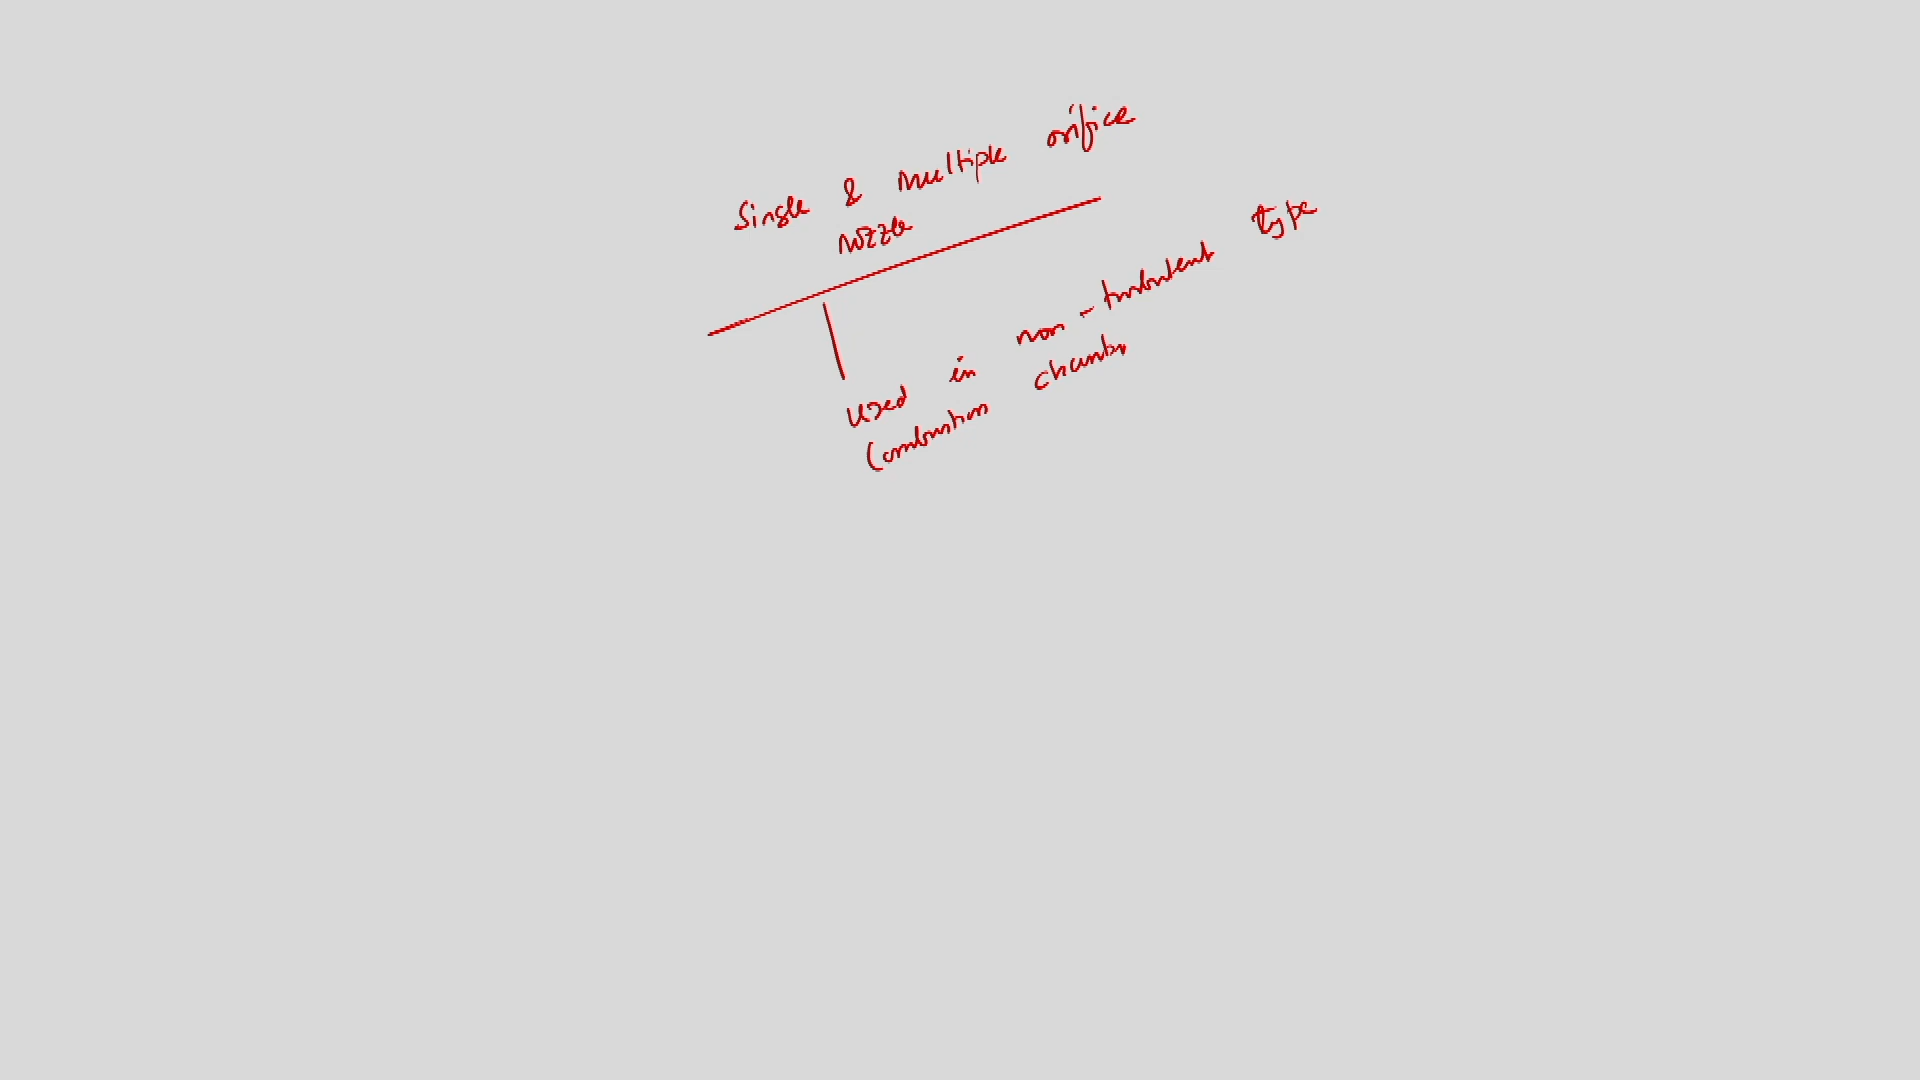 Single & multiple orifice
nozzle
Used in non-turbulent type
Combustion chamber